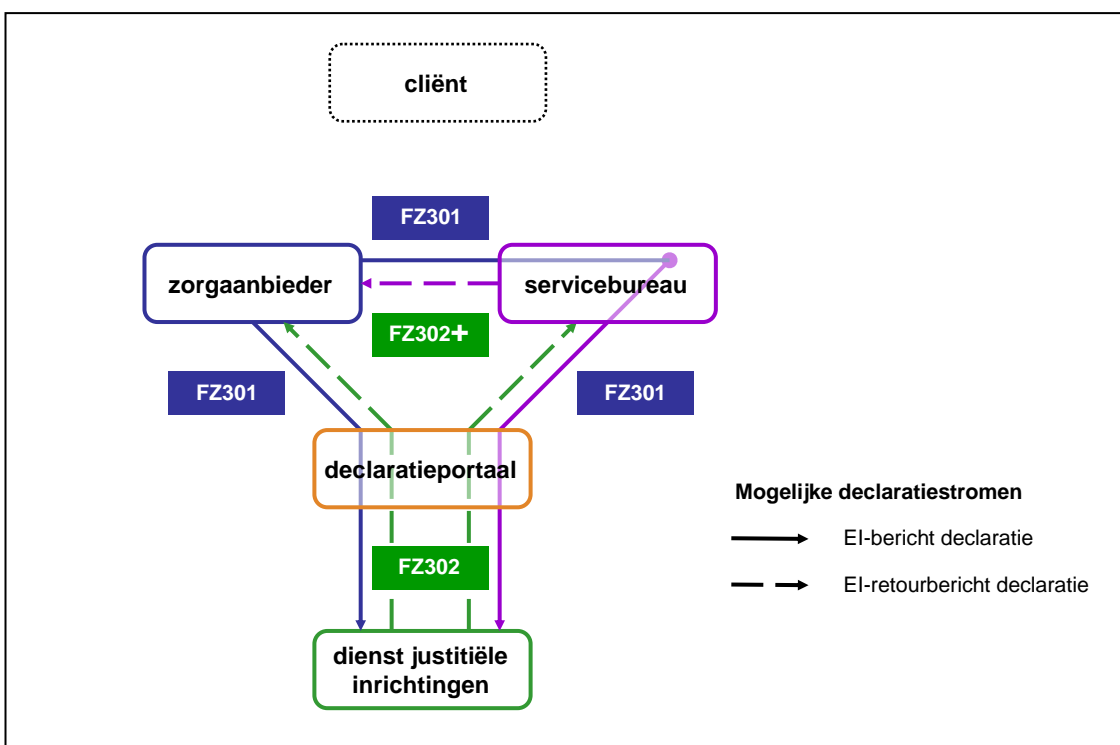 cliënt
FZ301
zorgaanbieder
servicebureau
FZ302+
FZ301
FZ301
declaratieportaal
Mogelijke declaratiestromen
EI-bericht declaratie
FZ302
EI-retourbericht declaratie
dienst justitiële
inrichtingen